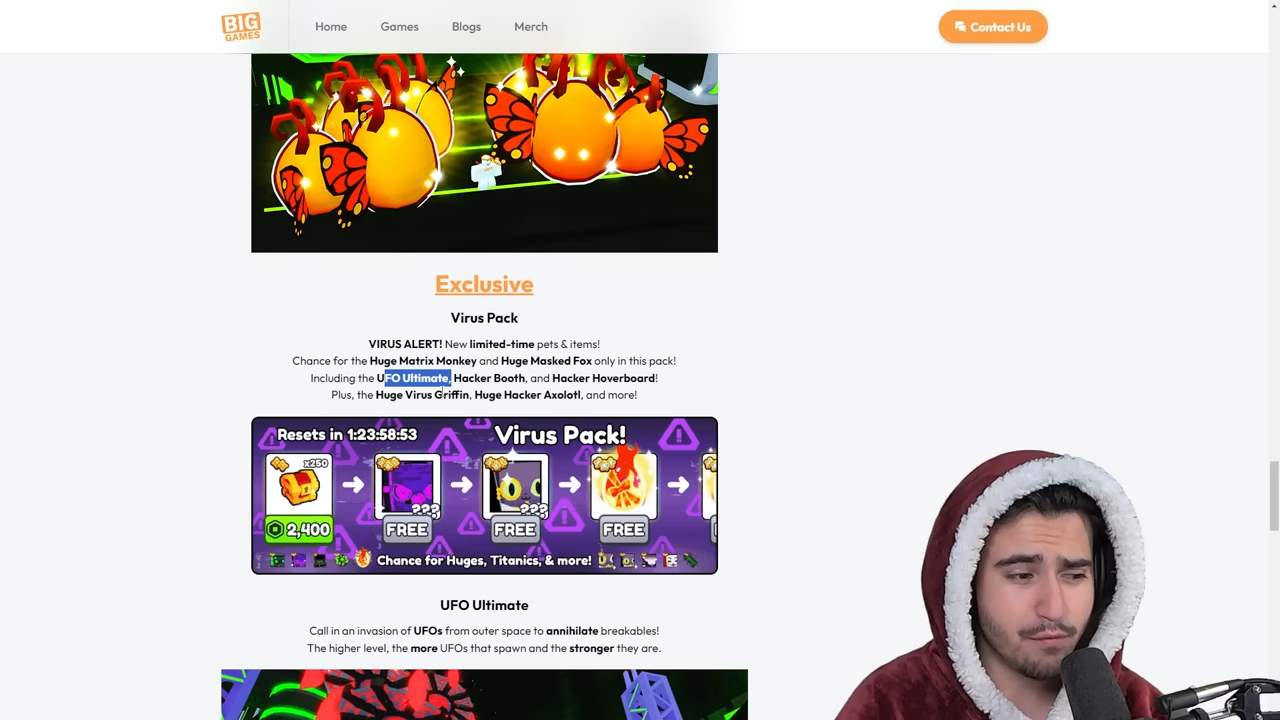 BIG
GAMES
Home
Games
Blogs
Merch
Contact Us
Exclusive
Virus Pack
VIRUS ALERT! New limited-time pets & items!
Chance for the Huge Matrix Monkey and Huge Masked Fox only in this pack!
Including the UFO Ultimate, Hacker Booth, and Hacker Hoverboard!
Plus, the Huge Virus Griffin, Huge Hacker Axolotl, and more!
Resets in 1:23:58:53
Virus Pack!
x250
???
???
2,400
FREE
FREE
FREE
Chance for Huges, Titanics, & more!
UFO Ultimate
Call in an invasion of UFOs from outer space to annihilate breakables!
The higher level, the more UFOs that spawn and the stronger they are.